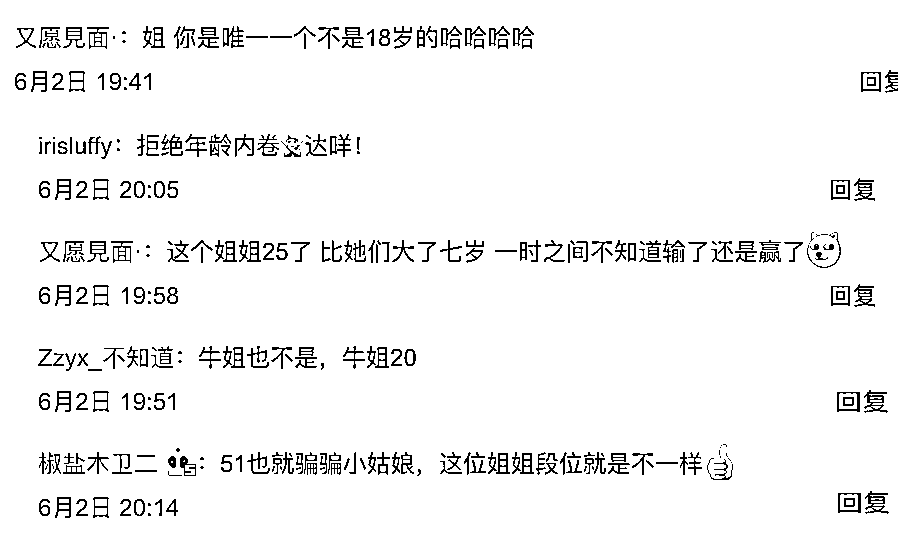 又愿見面·：姐 你是唯一一个不是18岁的哈哈哈哈
6月2日 19:41 回复
irisluffy：拒绝年龄内卷达咩！
6月2日 20:05 回复
又愿見面·：这个姐姐25了 比她们大了七岁 一时之间不知道输了还是赢了
6月2日 19:58 回复
Zzyx_不知道：牛姐也不是，牛姐20
6月2日 19:51 回复
椒盐木卫二：51也就骗骗小姑娘，这位姐姐段位就是不一样
6月2日 20:14 回复